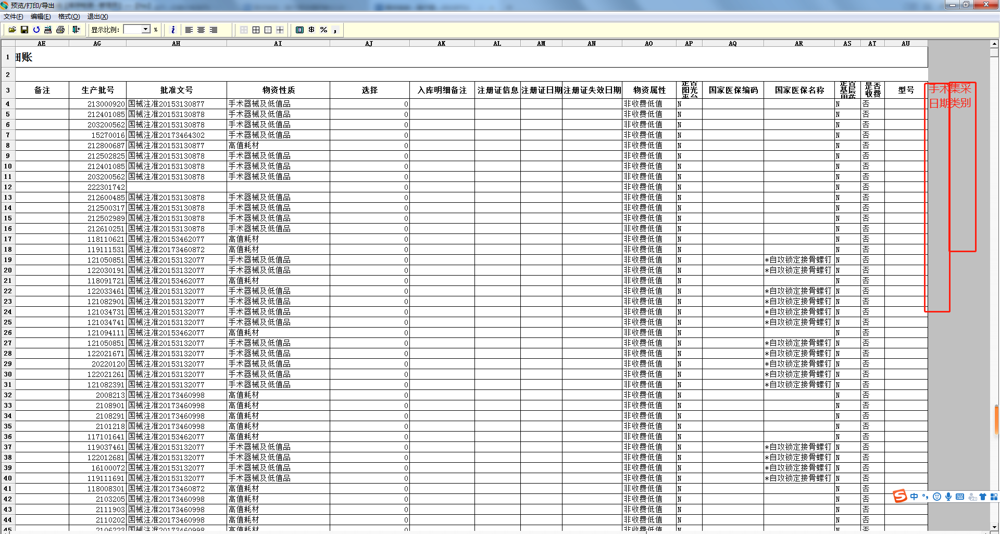 预览/打印/导出
文件(F) 编辑(E) 格式(O) 退出(X)
显示比例: %
AE AG AH AI AJ AK AL AM AN AO AP AQ AR AS AT AU
1 细账
2
3 备注 生产批号 批准文号 物资性质 选择 入库明细备注 注册证信息 注册证日期 注册证失效日期 物资属性 是否阳光平台 国家医保编码 国家医保名称 是否基层用药 是否收费 型号
手术日期 集采类别
4 213000920 国械注准20153130877 手术器械及低值品 0 非收费低值 N N 否
5 212401085 国械注准20153130878 手术器械及低值品 0 非收费低值 N N 否
6 203200562 国械注准20153130878 手术器械及低值品 0 非收费低值 N N 否
7 15270016 国械注准20173464302 手术器械及低值品 0 非收费低值 N N 否
8 212800687 国械注准20153130877 高值耗材 0 非收费低值 N N 否
9 212502825 国械注准20153130878 手术器械及低值品 0 非收费低值 N N 否
10 212401085 国械注准20153130878 手术器械及低值品 0 非收费低值 N N 否
11 203200562 国械注准20153130878 手术器械及低值品 0 非收费低值 N N 否
12 222301742 0 非收费低值 N N 否
13 212600485 国械注准20153130878 手术器械及低值品 0 非收费低值 N N 否
14 212500317 国械注准20153130878 手术器械及低值品 0 非收费低值 N N 否
15 212502989 国械注准20153130878 手术器械及低值品 0 非收费低值 N N 否
16 212610251 国械注准20153130878 手术器械及低值品 0 非收费低值 N N 否
17 118110621 国械注准20153462077 高值耗材 0 非收费低值 N N 否
18 119111531 国械注准20173460872 高值耗材 0 非收费低值 N N 否
19 121050851 国械注准20153132077 手术器械及低值品 0 非收费低值 N *自攻锁定接骨螺钉 N 否
20 122030191 国械注准20153132077 手术器械及低值品 0 非收费低值 N *自攻锁定接骨螺钉 N 否
21 118091721 国械注准20153462077 高值耗材 0 非收费低值 N N 否
22 122033461 国械注准20153132077 手术器械及低值品 0 非收费低值 N *自攻锁定接骨螺钉 N 否
23 121082901 国械注准20153132077 手术器械及低值品 0 非收费低值 N *自攻锁定接骨螺钉 N 否
24 121034731 国械注准20153132077 手术器械及低值品 0 非收费低值 N *自攻锁定接骨螺钉 N 否
25 121034741 国械注准20153132077 手术器械及低值品 0 非收费低值 N *自攻锁定接骨螺钉 N 否
26 121094111 国械注准20153462077 高值耗材 0 非收费低值 N N 否
27 121050851 国械注准20153132077 手术器械及低值品 0 非收费低值 N *自攻锁定接骨螺钉 N 否
28 122021671 国械注准20153132077 手术器械及低值品 0 非收费低值 N *自攻锁定接骨螺钉 N 否
29 20220120 国械注准20153132077 手术器械及低值品 0 非收费低值 N *自攻锁定接骨螺钉 N 否
30 122021261 国械注准20153132077 手术器械及低值品 0 非收费低值 N *自攻锁定接骨螺钉 N 否
31 121082391 国械注准20153132077 手术器械及低值品 0 非收费低值 N *自攻锁定接骨螺钉 N 否
32 2008213 国械注准20173460998 高值耗材 0 非收费低值 N N 否
33 2108901 国械注准20173460998 高值耗材 0 非收费低值 N N 否
34 2108291 国械注准20173460998 高值耗材 0 非收费低值 N N 否
35 2101218 国械注准20173460998 高值耗材 0 非收费低值 N N 否
36 117101641 国械注准20153462077 高值耗材 0 非收费低值 N N 否
37 119037461 国械注准20153132077 手术器械及低值品 0 非收费低值 N *自攻锁定接骨螺钉 N 否
38 122012681 国械注准20153132077 手术器械及低值品 0 非收费低值 N *自攻锁定接骨螺钉 N 否
39 16100072 国械注准20153132077 手术器械及低值品 0 非收费低值 N *自攻锁定接骨螺钉 N 否
40 119111691 国械注准20153132077 手术器械及低值品 0 非收费低值 N *自攻锁定接骨螺钉 N 否
41 118008301 国械注准20173460872 高值耗材 0 非收费低值 N N 否
42 2103205 国械注准20173460998 高值耗材 0 非收费低值 N N 否
43 2111903 国械注准20173460998 高值耗材 0 非收费低值 N N 否
44 2110202 国械注准20173460998 高值耗材 0 非收费低值 N N 否
45 2106223 国械注准20173460998 高值耗材 0 非收费低值 N N 否
中